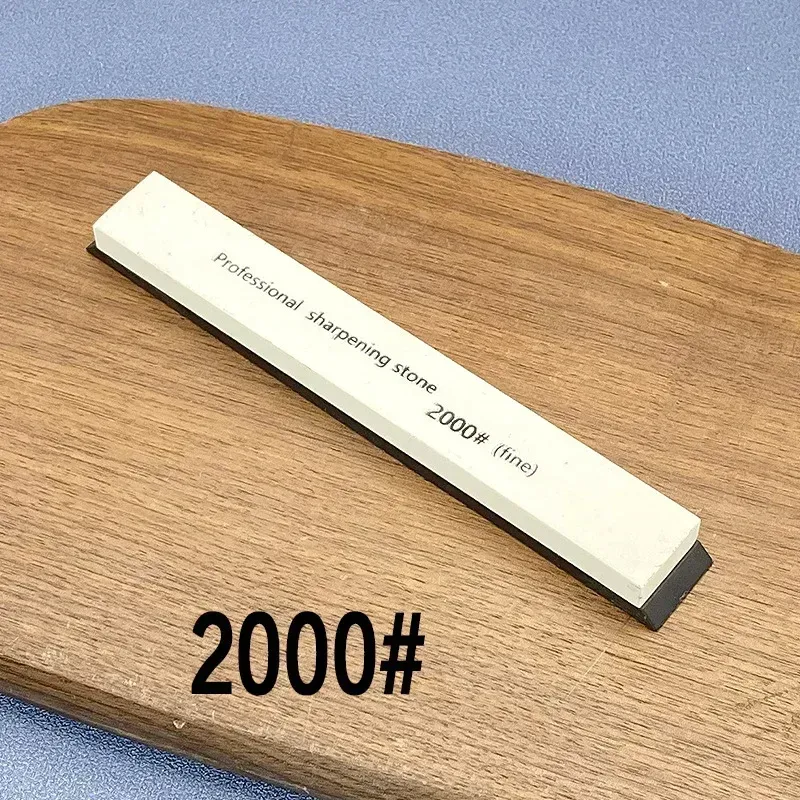 Professional sharpening stone
2000# (fine)
2000#